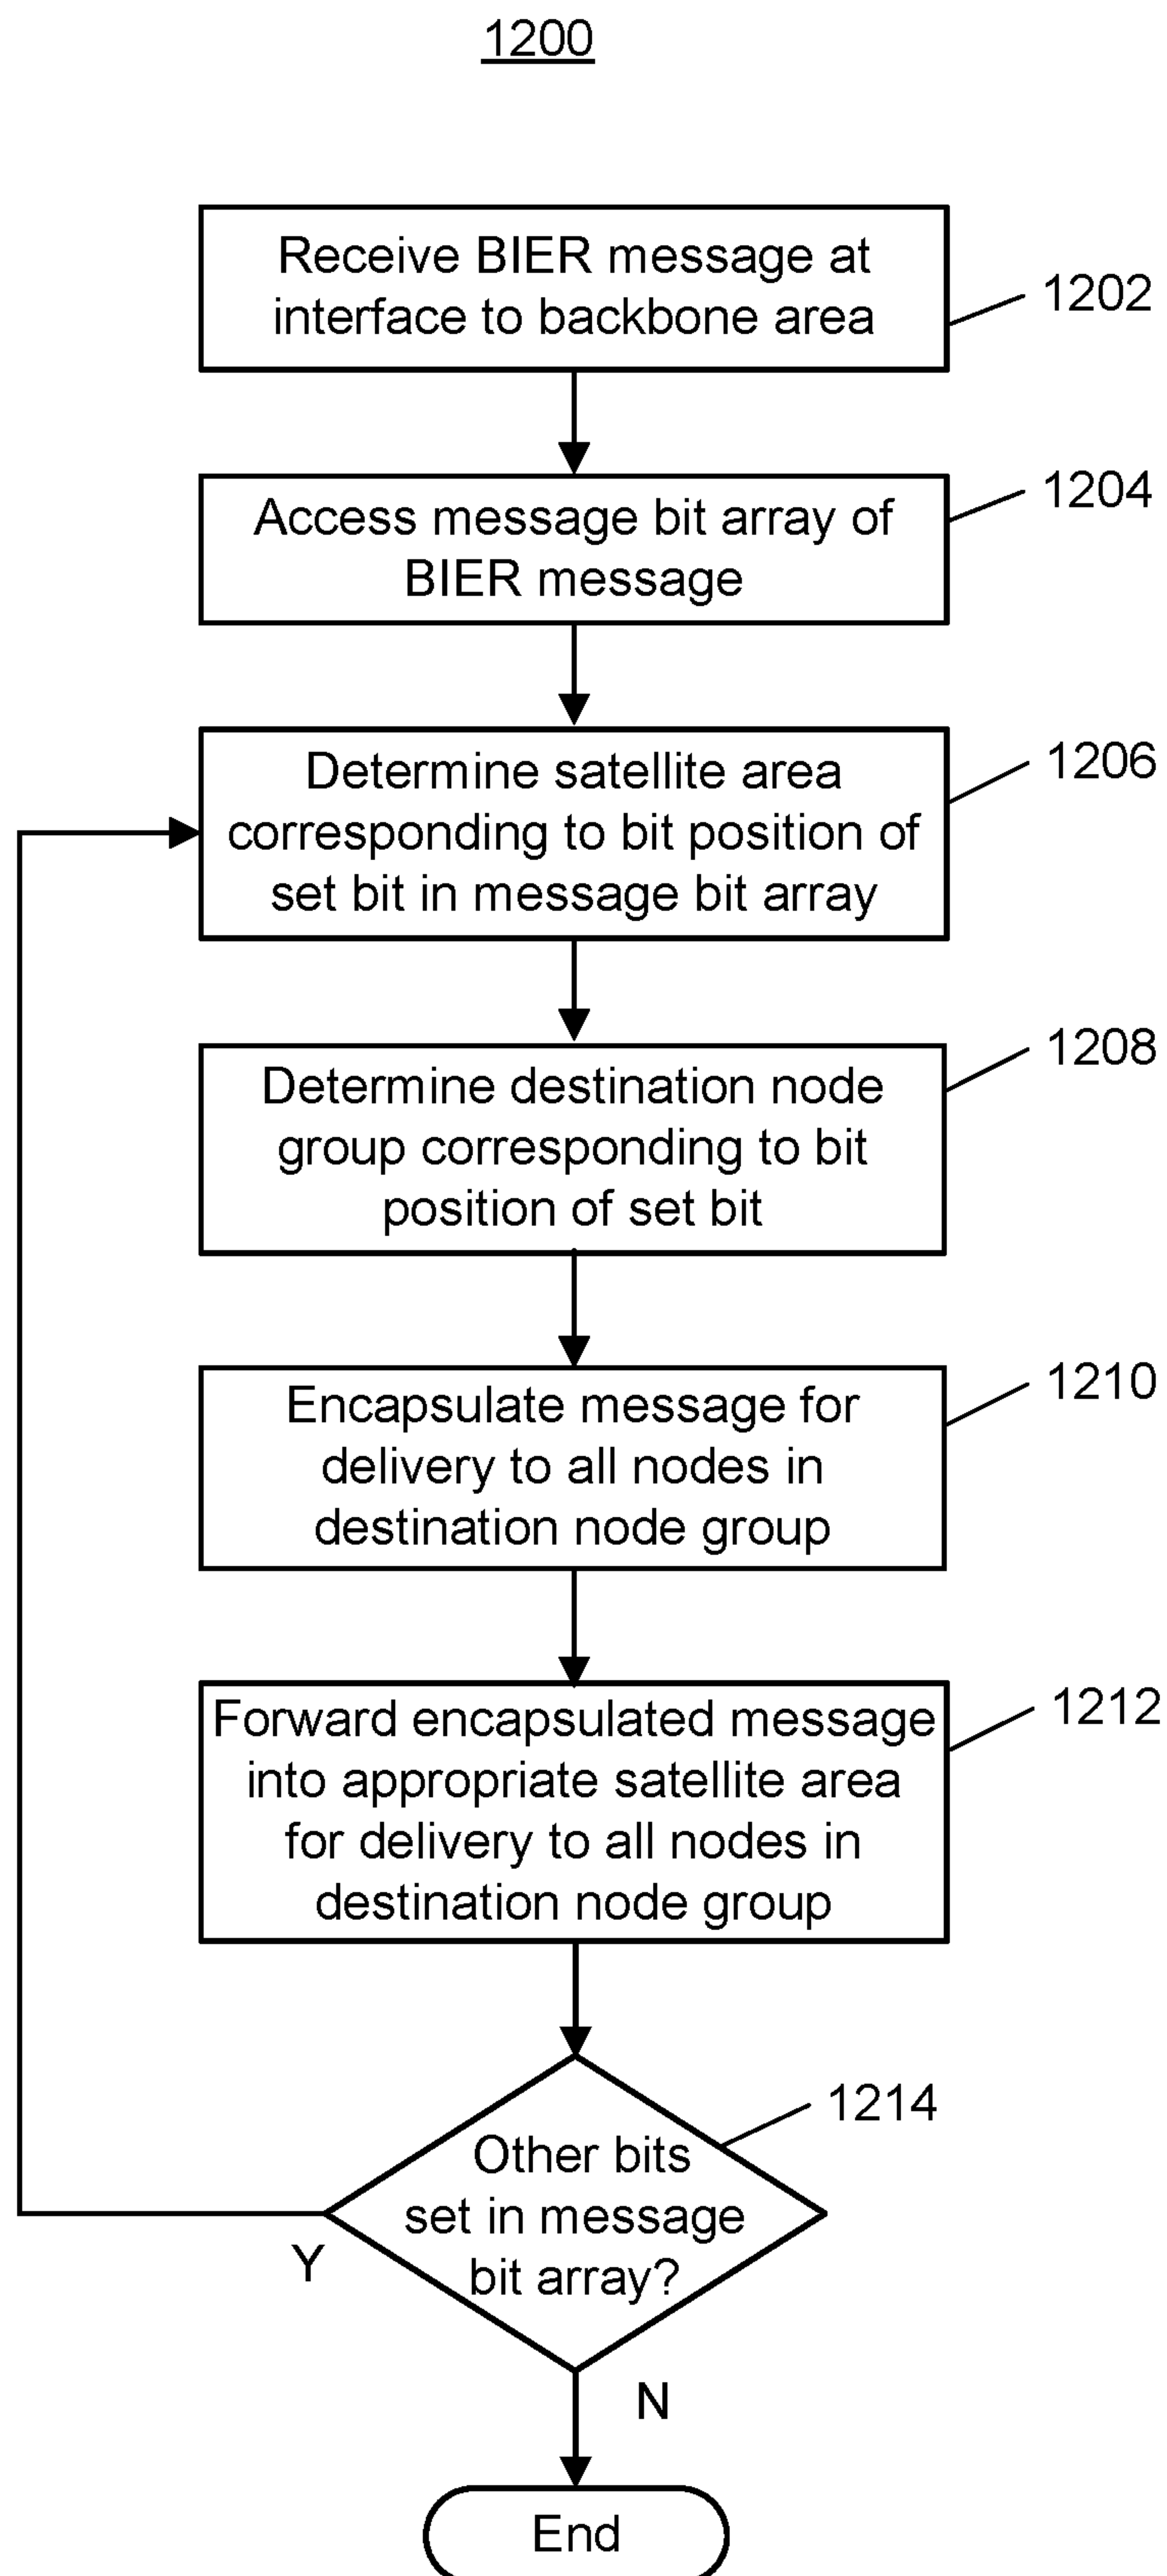 1200
Receive BIER message at
interface to backbone area
1202
Access message bit array of
BIER message
1204
Determine satellite area
corresponding to bit position of
set bit in message bit array
1206
Determine destination node
group corresponding to bit
position of set bit
1208
Encapsulate message for
delivery to all nodes in
destination node group
1210
Forward encapsulated message
into appropriate satellite area
for delivery to all nodes in
destination node group
1212
Other bits
set in message
bit array?
1214
Y
N
End